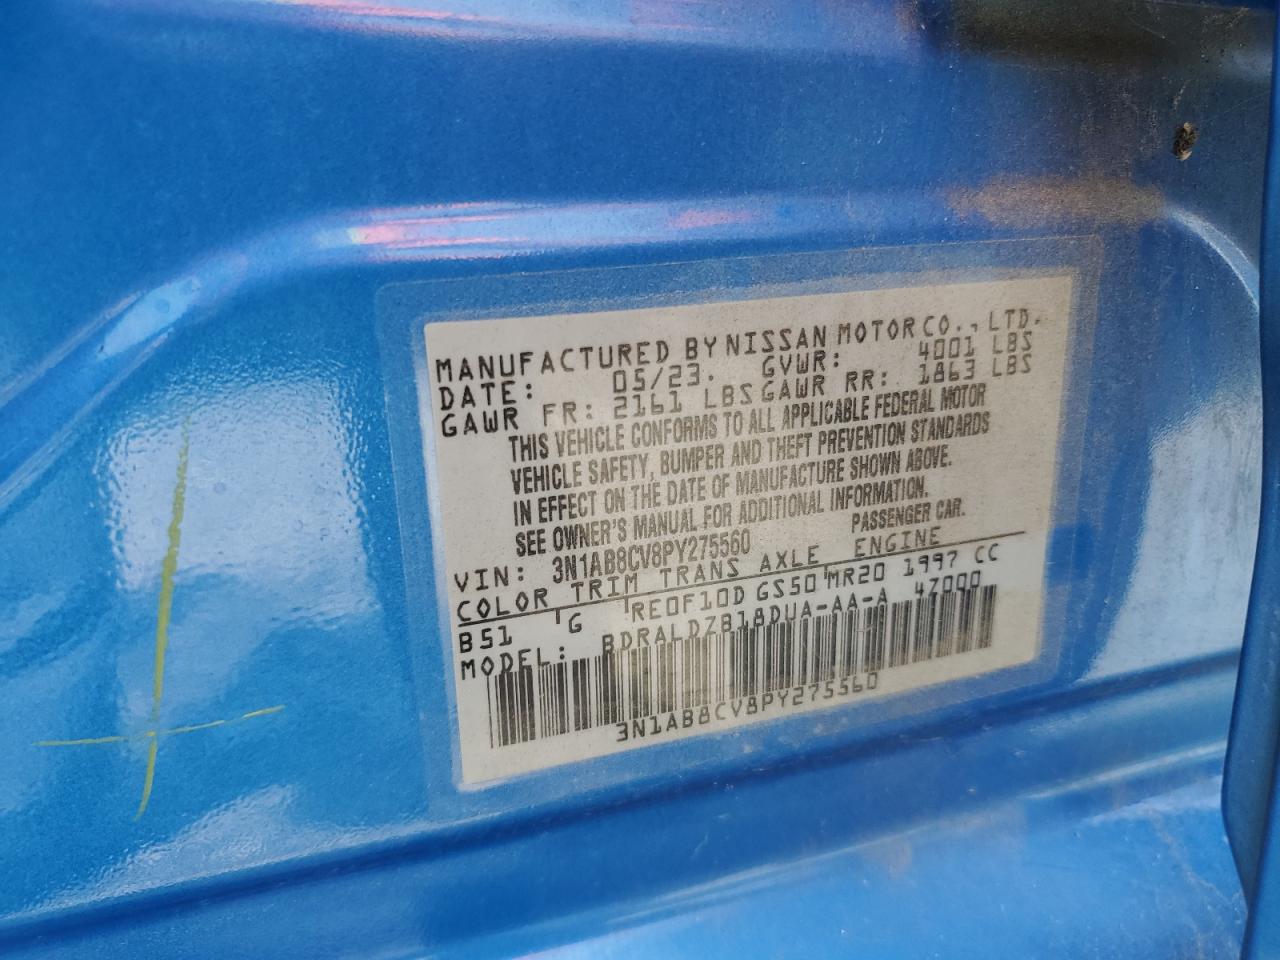 MANUFACTURED BY NISSAN MOTOR CO., LTD.
DATE: 05/23. GVWR: 4001 LBS
GAWR FR: 2161 LBS GAWR RR: 1863 LBS
THIS VEHICLE CONFORMS TO ALL APPLICABLE FEDERAL MOTOR
VEHICLE SAFETY, BUMPER AND THEFT PREVENTION STANDARDS
IN EFFECT ON THE DATE OF MANUFACTURE SHOWN ABOVE.
SEE OWNER'S MANUAL FOR ADDITIONAL INFORMATION.
VIN: 3N1AB8CV8PY275560 PASSENGER CAR.
COLOR TRIM TRANS AXLE ENGINE
B51 G RE0F10D GS50 MR20 1997 CC
MODEL: BDRALDZB18DUA-AA-A 47000
3N1AB8CV8PY275560